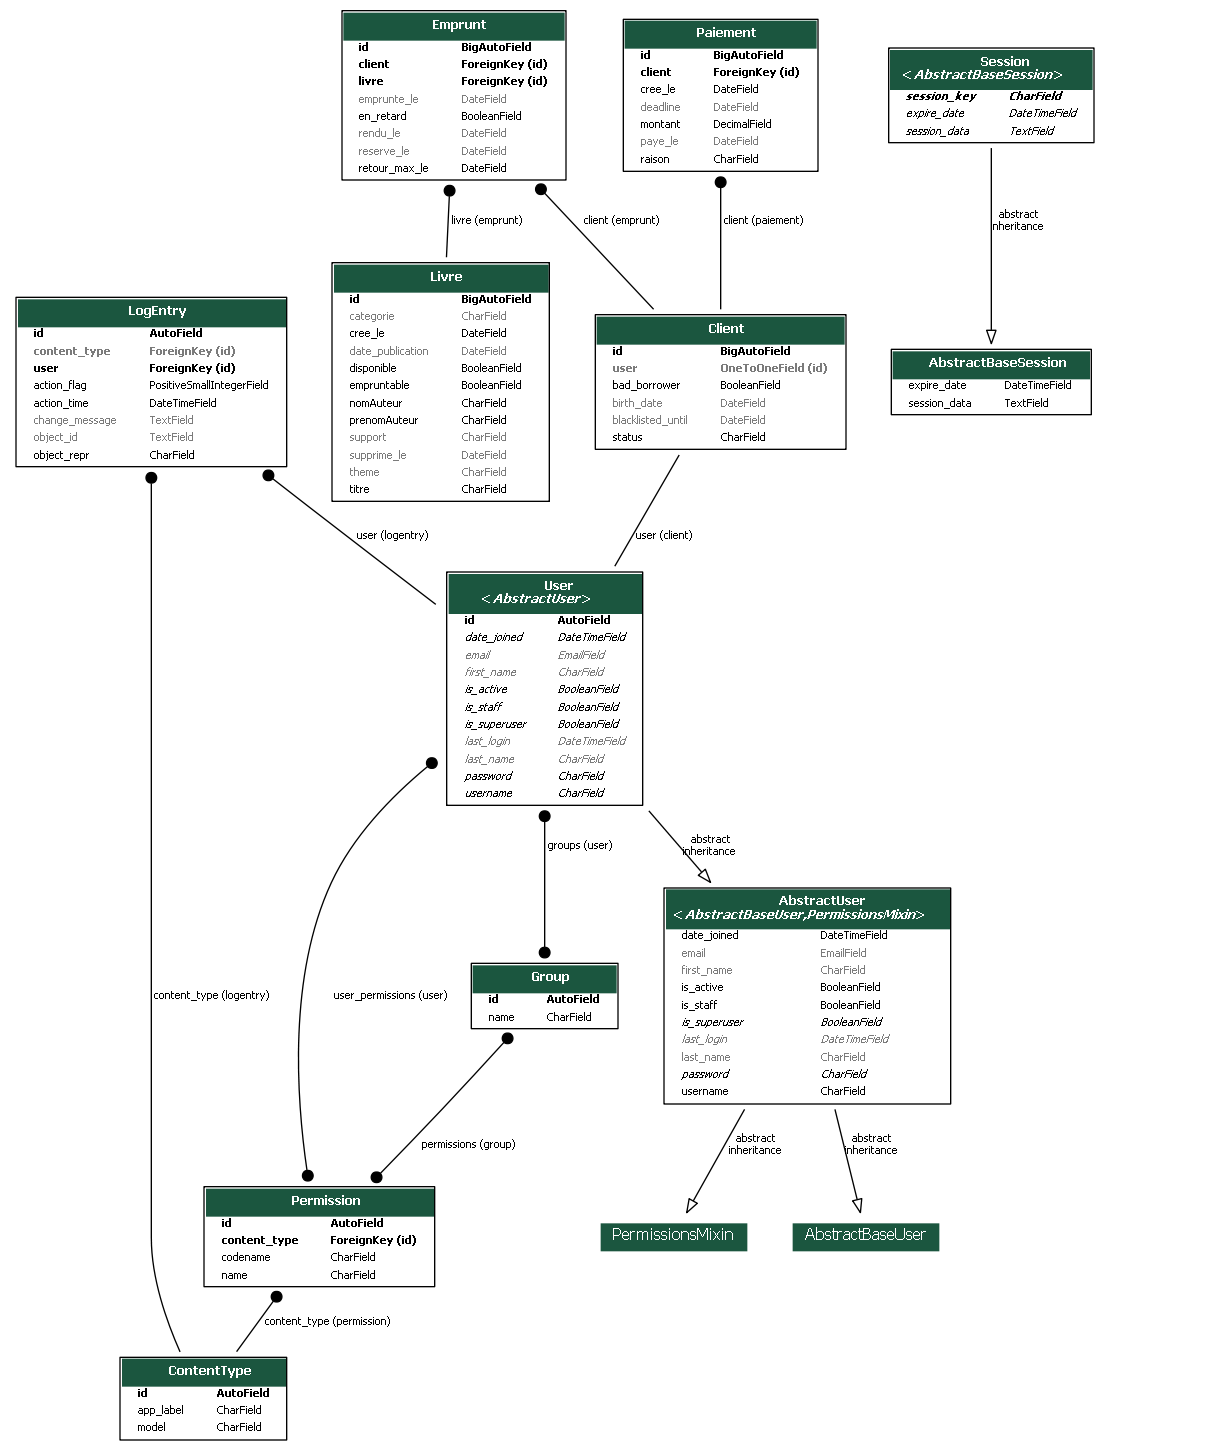 Emprunt
id BigAutoField
client ForeignKey (id)
livre ForeignKey (id)
emprunte_le DateField
en_retard BooleanField
rendu_le DateField
reserve_le DateField
retour_max_le DateField
Paiement
id BigAutoField
client ForeignKey (id)
cree_le DateField
deadline DateField
montant DecimalField
paye_le DateField
raison CharField
Session
<AbstractBaseSession>
session_key CharField
expire_date DateTimeField
session_data TextField
livre (emprunt)
client (emprunt)
client (paiement)
abstract
inheritance
Livre
id BigAutoField
categorie CharField
cree_le DateField
date_publication DateField
disponible BooleanField
empruntable BooleanField
nomAuteur CharField
prenomAuteur CharField
support CharField
supprime_le DateField
theme CharField
titre CharField
LogEntry
id AutoField
content_type ForeignKey (id)
user ForeignKey (id)
action_flag PositiveSmallIntegerField
action_time DateTimeField
change_message TextField
object_id TextField
object_repr CharField
Client
id BigAutoField
user OneToOneField (id)
bad_borrower BooleanField
birth_date DateField
blacklisted_until DateField
status CharField
AbstractBaseSession
expire_date DateTimeField
session_data TextField
user (logentry)
user (client)
User
<AbstractUser>
id AutoField
date_joined DateTimeField
email EmailField
first_name CharField
is_active BooleanField
is_staff BooleanField
is_superuser BooleanField
last_login DateTimeField
last_name CharField
password CharField
username CharField
groups (user)
abstract
inheritance
AbstractUser
<AbstractBaseUser,PermissionsMixin>
date_joined DateTimeField
email EmailField
first_name CharField
is_active BooleanField
is_staff BooleanField
is_superuser BooleanField
last_login DateTimeField
last_name CharField
password CharField
username CharField
content_type (logentry)
user_permissions (user)
Group
id AutoField
name CharField
permissions (group)
abstract
inheritance
abstract
inheritance
Permission
id AutoField
content_type ForeignKey (id)
codename CharField
name CharField
PermissionsMixin
AbstractBaseUser
content_type (permission)
ContentType
id AutoField
app_label CharField
model CharField